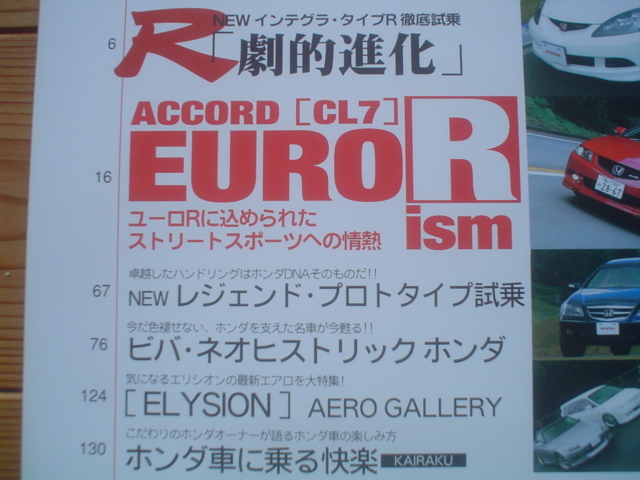 NEW インテグラ・タイプR 徹底試乗
6
R「劇的進化」
ACCORD [CL7]
16
EURO R
ユーロRに込められた
ストリートスポーツへの情熱
ism
卓越したハンドリングはホンダDNAそのものだ!!
67
NEW レジェンド・プロトタイプ試乗
今だ色褪せない、ホンダを支えた名車が今甦る!!
76
ビバ・ネオヒストリック ホンダ
気になるエリシオンの最新エアロを大特集!
124
[ELYSION] AERO GALLERY
こだわりのホンダオーナーが語るホンダ車の楽しみ方
130
ホンダ車に乗る快楽 KAIRAKU